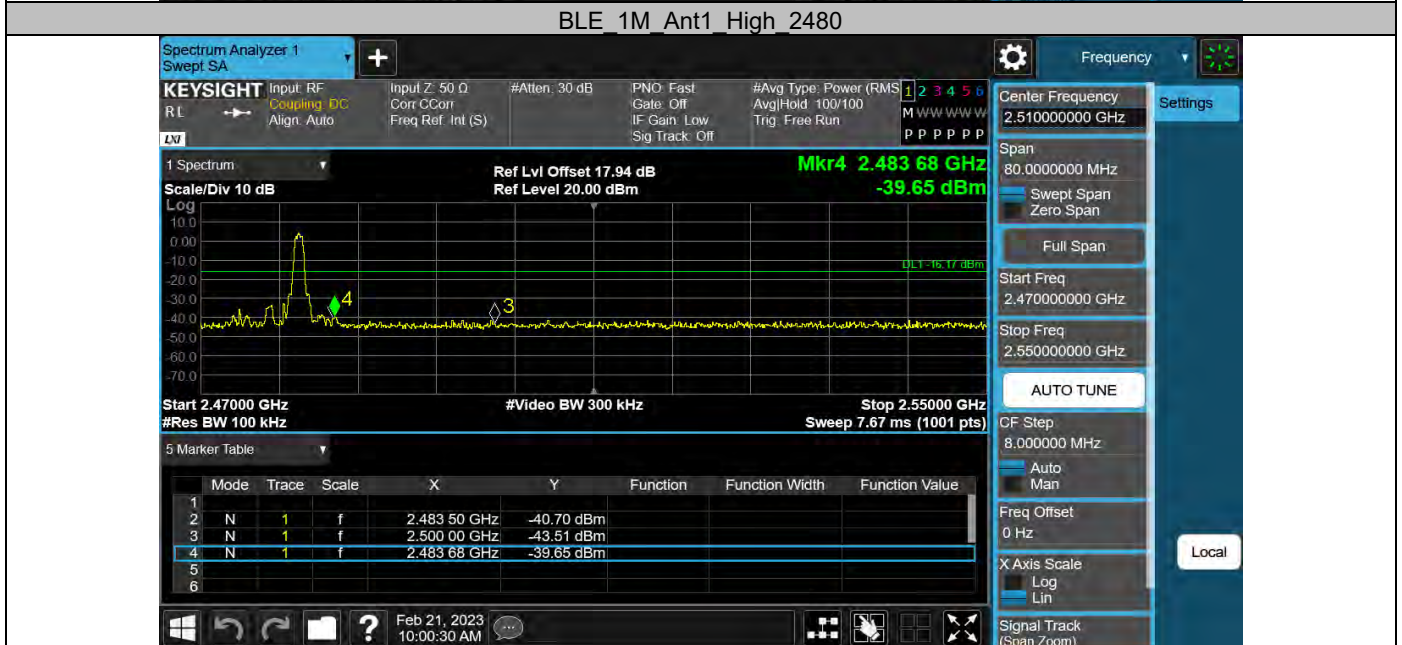 BLE_1M_Ant1_High_2480
Spectrum Analyzer 1
Swept SA
+
Frequency
KEYSIGHT
RL
LXI
Input: RF
Coupling: DC
Align: Auto
Input Z: 50 Ω
Corr CCorr
Freq Ref: Int (S)
#Atten: 30 dB
PNO: Fast
Gate: Off
IF Gain: Low
Sig Track: Off
#Avg Type: Power (RMS
Avg|Hold: 100/100
Trig: Free Run
1 2 3 4 5 6
M W W W W W
P P P P P P
Center Frequency
2.510000000 GHz
Settings
1 Spectrum
Scale/Div 10 dB
Log
Ref Lvl Offset 17.94 dB
Ref Level 20.00 dBm
Mkr4 2.483 68 GHz
-39.65 dBm
10.0
0.00
-10.0
-20.0
-30.0
-40.0
-50.0
-60.0
-70.0
DL1 -16.17 dBm
4
3
Start 2.47000 GHz
#Video BW 300 kHz
Stop 2.55000 GHz
#Res BW 100 kHz
Sweep 7.67 ms (1001 pts)
Span
80.0000000 MHz
Swept Span
Zero Span
Full Span
Start Freq
2.470000000 GHz
Stop Freq
2.550000000 GHz
AUTO TUNE
CF Step
8.000000 MHz
Auto
Man
Freq Offset
0 Hz
X Axis Scale
Log
Lin
Signal Track
(Span Zoom)
Local
5 Marker Table
Mode Trace Scale X Y Function Function Width Function Value
1
2 N 1 f 2.483 50 GHz -40.70 dBm
3 N 1 f 2.500 00 GHz -43.51 dBm
4 N 1 f 2.483 68 GHz -39.65 dBm
5
6
?
Feb 21, 2023
10:00:30 AM